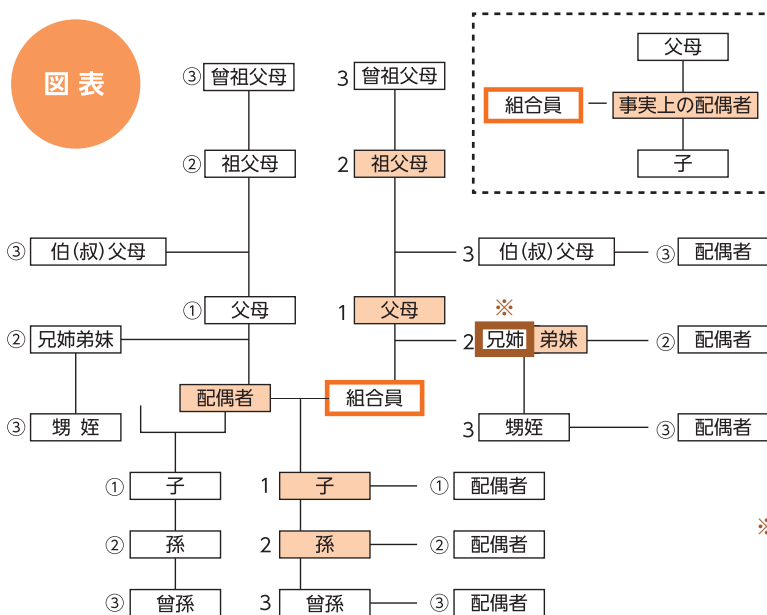 図 表
③ 曾祖父母 3 曾祖父母
父母
組合員 事実上の配偶者
子
② 祖父母 2 祖父母
③ 伯(叔)父母 3 伯(叔)父母 ③ 配偶者
① 父母 1 父母 ※
② 兄姉弟妹 2 兄姉 弟妹 ② 配偶者
配偶者 組合員
③ 甥 姪 3 甥姪 ③ 配偶者
① 子 1 子 ① 配偶者
※
② 孫 2 孫 ② 配偶者
③ 曾孫 3 曾孫 ③ 配偶者